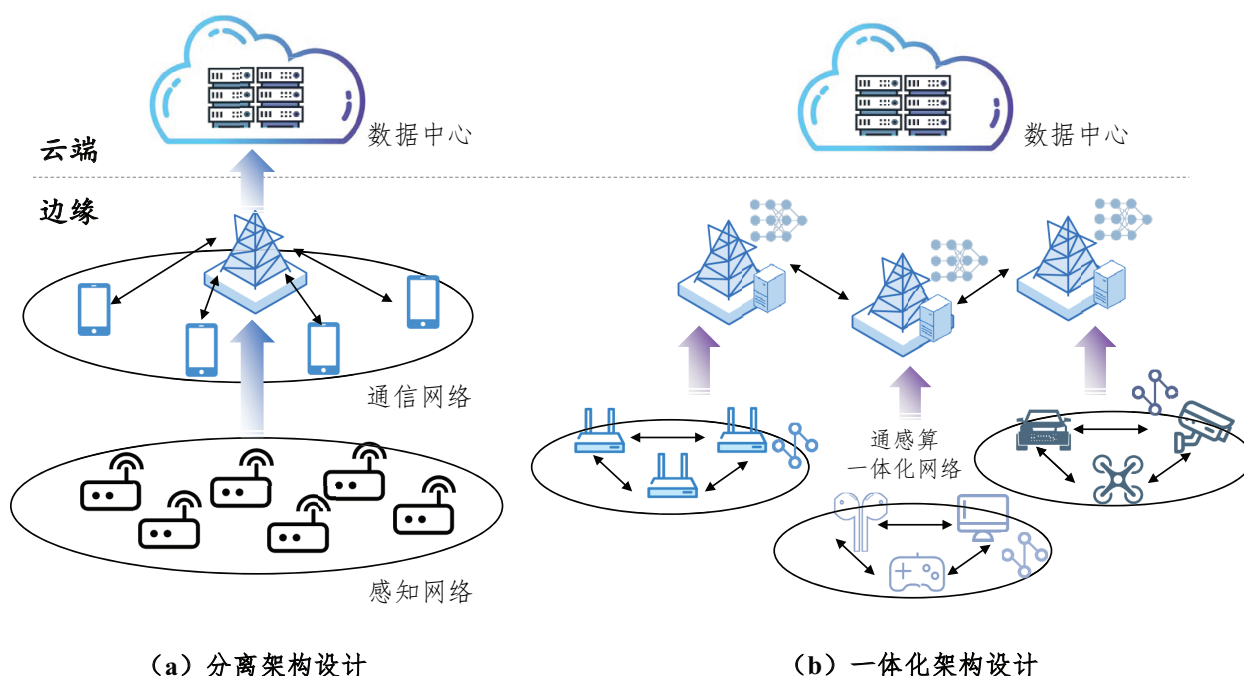 数据中心
数据中心
云端
边缘
通信网络
通感算
一体化网络
感知网络
（a）分离架构设计
（b）一体化架构设计